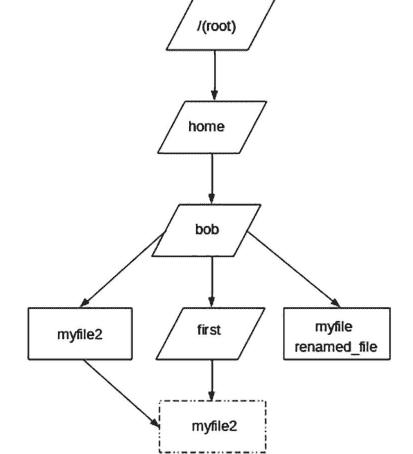 /(root)
home
bob
myfile2
first
myfile
renamed_file
myfile2